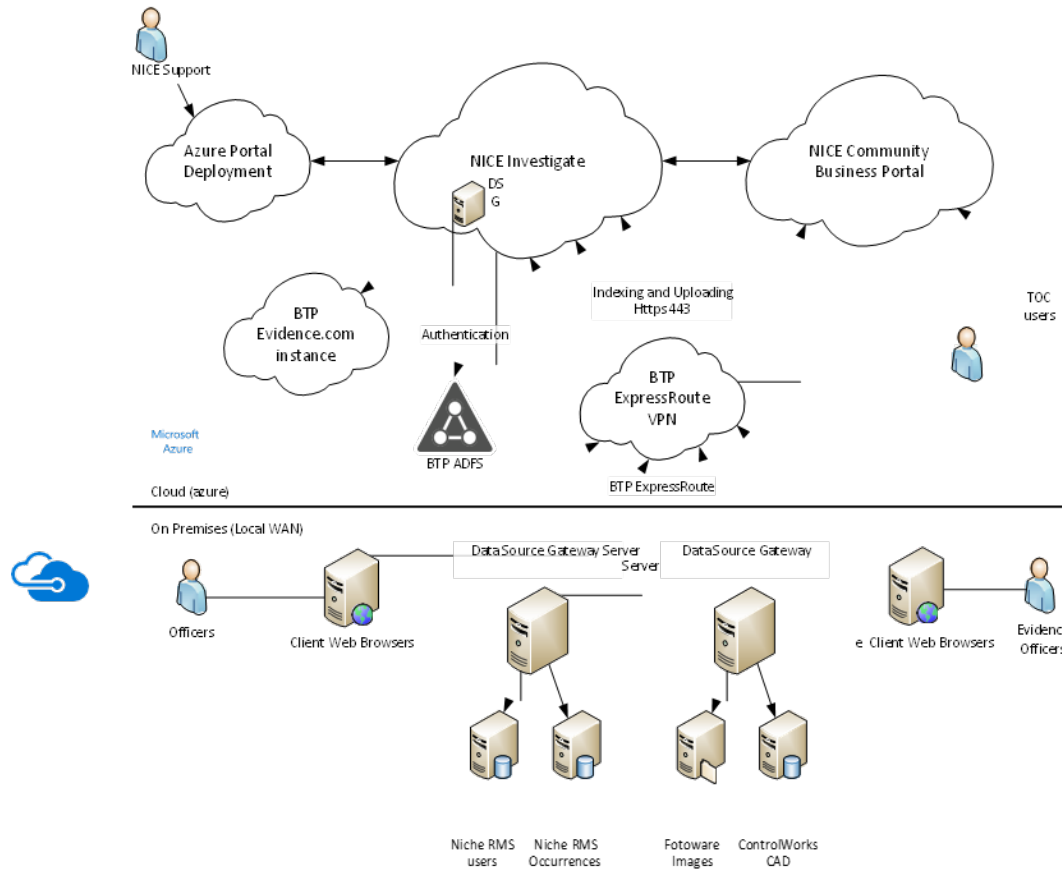 NICE Support
Azure Portal
Deployment
NICE Investigate
DS
G
NICE Community
Business Portal
Indexing and Uploading
Https 443
TOC
users
BTP
Evidence.com
instance
Authentication
BTP
ExpressRoute
VPN
Microsoft
Azure
BTP ADFS
BTP ExpressRoute
Cloud (azure)
On Premises (Local WAN)
DataSource Gateway Server
Server
DataSource Gateway
Officers
Client Web Browsers
e Client Web Browsers
Evidenc
Officers
Niche RMS
users
Niche RMS
Occurrences
Fotoware
Images
ControlWorks
CAD